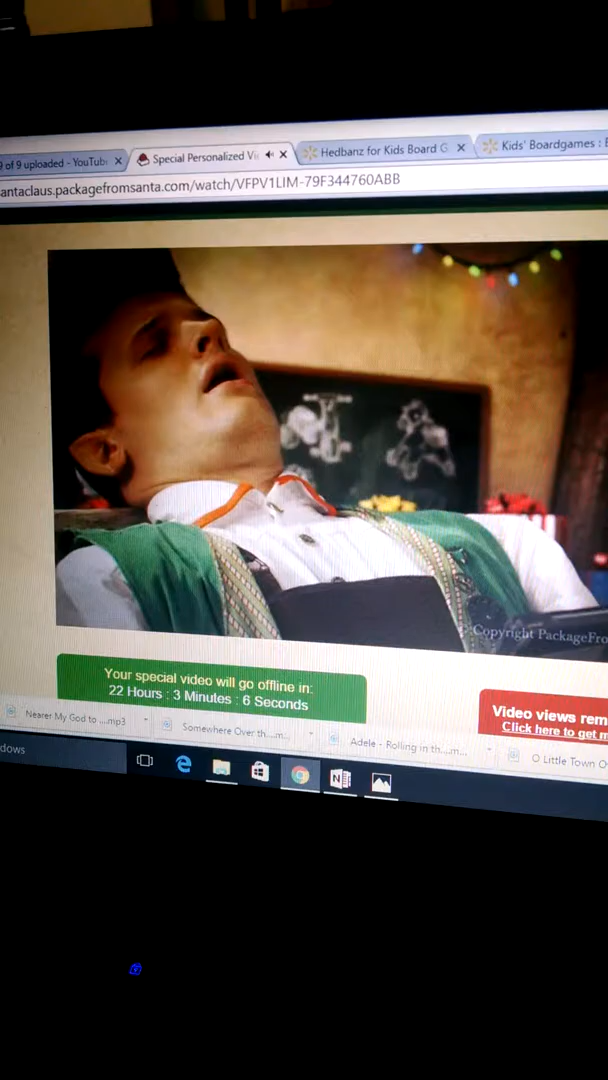 9 of 9 uploaded - YouTub
Special Personalized Vi
Hedbanz for Kids Board G
Kids' Boardgames : B
antaclaus.packagefromsanta.com/watch/VFPV1LIM-79F344760ABB
Copyright PackageFro
Your special video will go offline in:
22 Hours : 3 Minutes : 6 Seconds
Video views rem
Click here to get m
Nearer My God to ....mp3
Somewhere Over th....m...
Adele - Rolling in th....m...
O Little Town O
dows